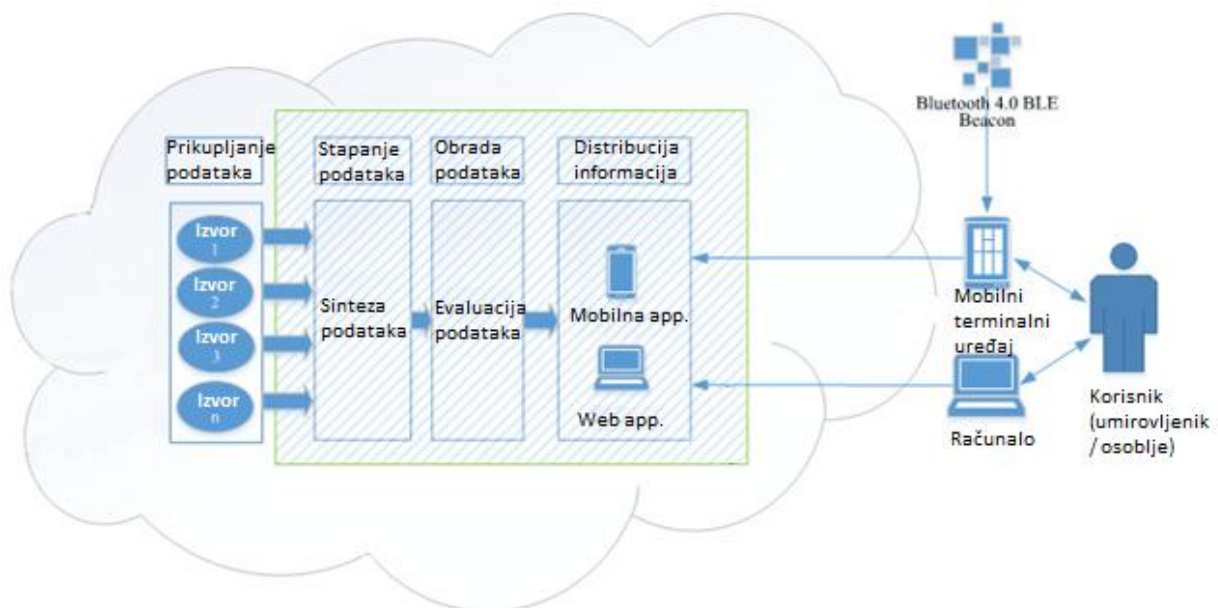 Bluetooth 4.0 BLE
Beacon
Prikupljanje
podataka
Stapanje
podataka
Obrada
podataka
Distribucija
informacija
Izvor
1
Izvor
2
Izvor
3
Izvor
n
Sinteza
podataka
Evaluacija
podataka
Mobilna app.
Web app.
Mobilni
terminalni
uređaj
Računalo
Korisnik
(umirovljenik
/ osoblje)